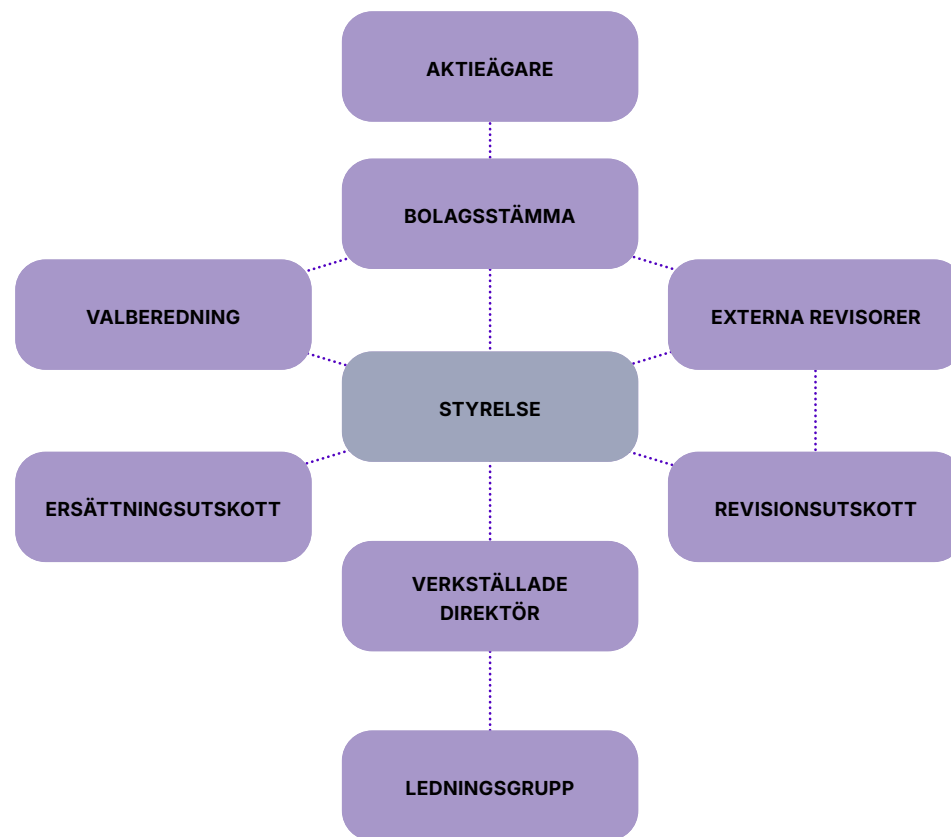 AKTIEÄGARE
BOLAGSSTÄMMA
VALBEREDNING
EXTERNA REVISORER
STYRELSE
ERSÄTTNINGSUTSKOTT
REVISIONSUTSKOTT
VERKSTÄLLADE
DIREKTÖR
LEDNINGSGRUPP